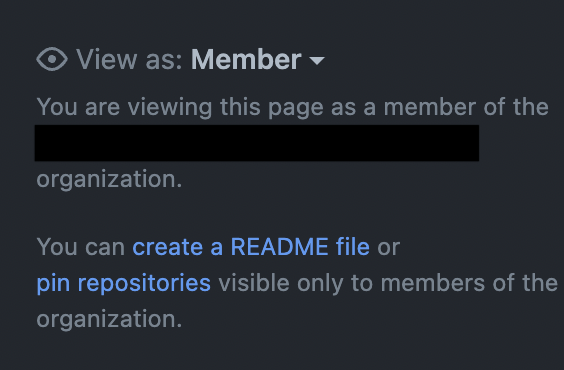 View as: Member
You are viewing this page as a member of the
organization.
You can create a README file or
pin repositories visible only to members of the
organization.